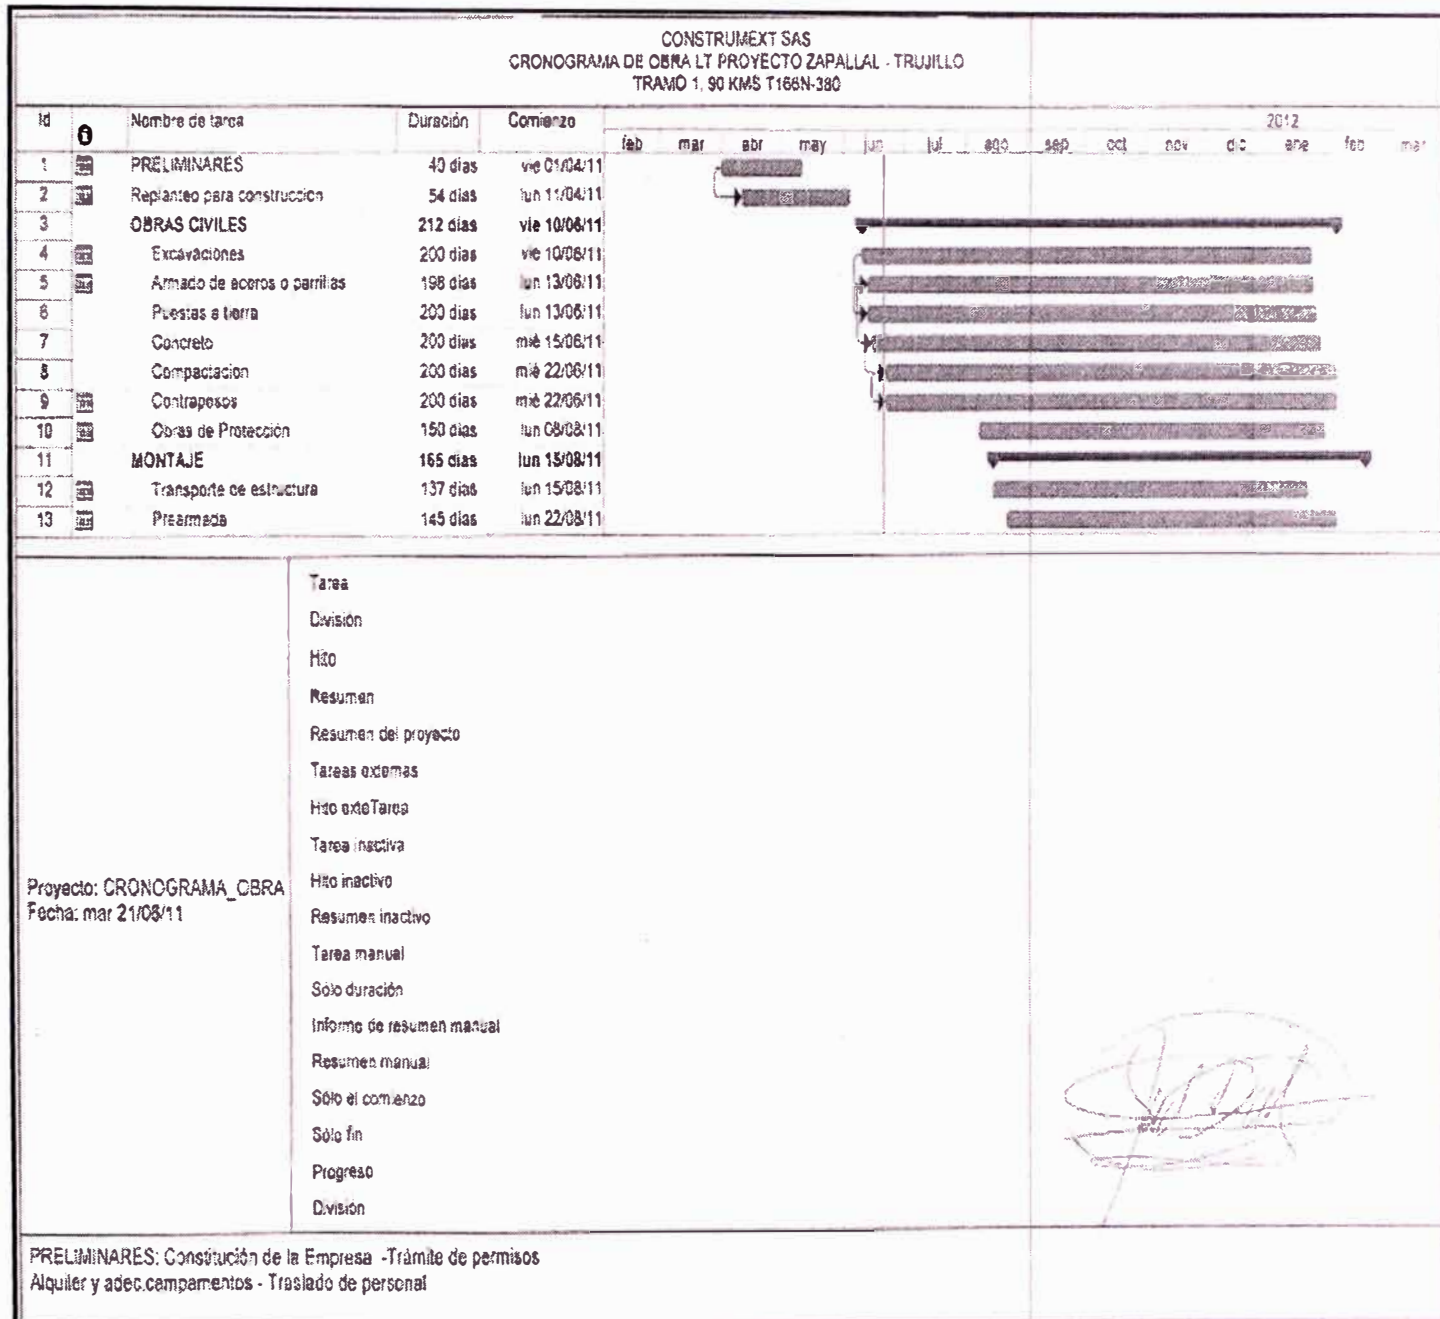 CONSTRUMEXT SAS
CRONOGRAMA DE OBRA LT PROYECTO ZAPALLAL - TRUJILLO
TRAMO 1, 90 KMS T166N-380
Id Nombre de tarea Duración Comienzo 2012
feb mar abr may jun jul ago sep oct nov dic ene feb mar
1 PRELIMINARES 40 días vie 01/04/11
2 Replanteo para construccion 54 días lun 11/04/11
3 OBRAS CIVILES 212 días vie 10/06/11
4 Excavaciones 200 días vie 10/06/11
5 Armado de aceros o parrillas 198 días lun 13/06/11
6 Puestas a tierra 200 días lun 13/06/11
7 Concreto 200 días mié 15/06/11
8 Compactacion 200 días mié 22/06/11
9 Contraposos 200 días mié 22/06/11
10 Obras de Protección 150 días lun 08/08/11
11 MONTAJE 165 días lun 15/08/11
12 Transporte de estructura 137 días lun 15/08/11
13 Prearmada 145 días lun 22/08/11
Tarea
División
Hito
Resumen
Resumen del proyecto
Tareas externas
Hito exteTarea
Tarea inactiva
Hito inactivo
Resumen inactivo
Tarea manual
Sólo duración
Informe de resumen manual
Resumen manual
Sólo el comienzo
Sólo fin
Progreso
División
Proyecto: CRONOGRAMA_OBRA
Fecha: mar 21/06/11
PRELIMINARES: Constitución de la Empresa -Trámite de permisos
Alquiler y adec.campamentos - Traslado de personal